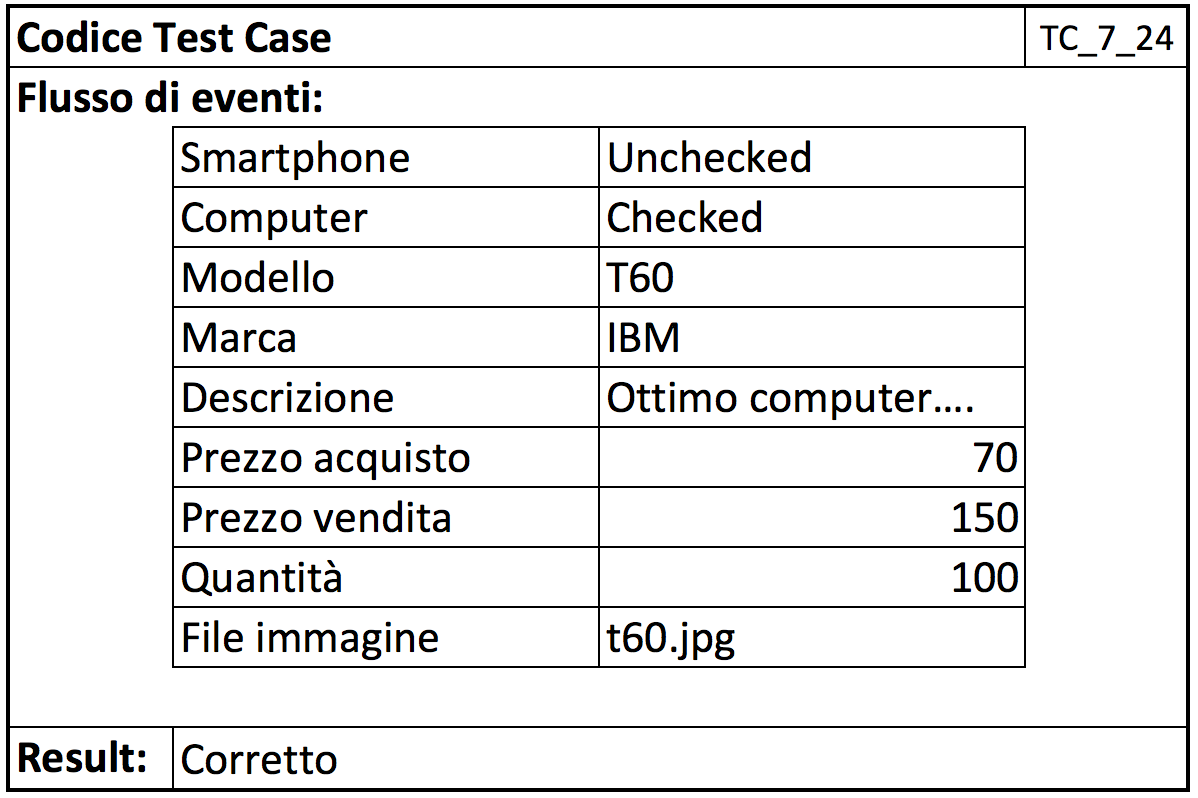 Codice Test Case TC_7_24
Flusso di eventi:
Smartphone Unchecked
Computer Checked
Modello T60
Marca IBM
Descrizione Ottimo computer....
Prezzo acquisto 70
Prezzo vendita 150
Quantità 100
File immagine t60.jpg
Result: Corretto